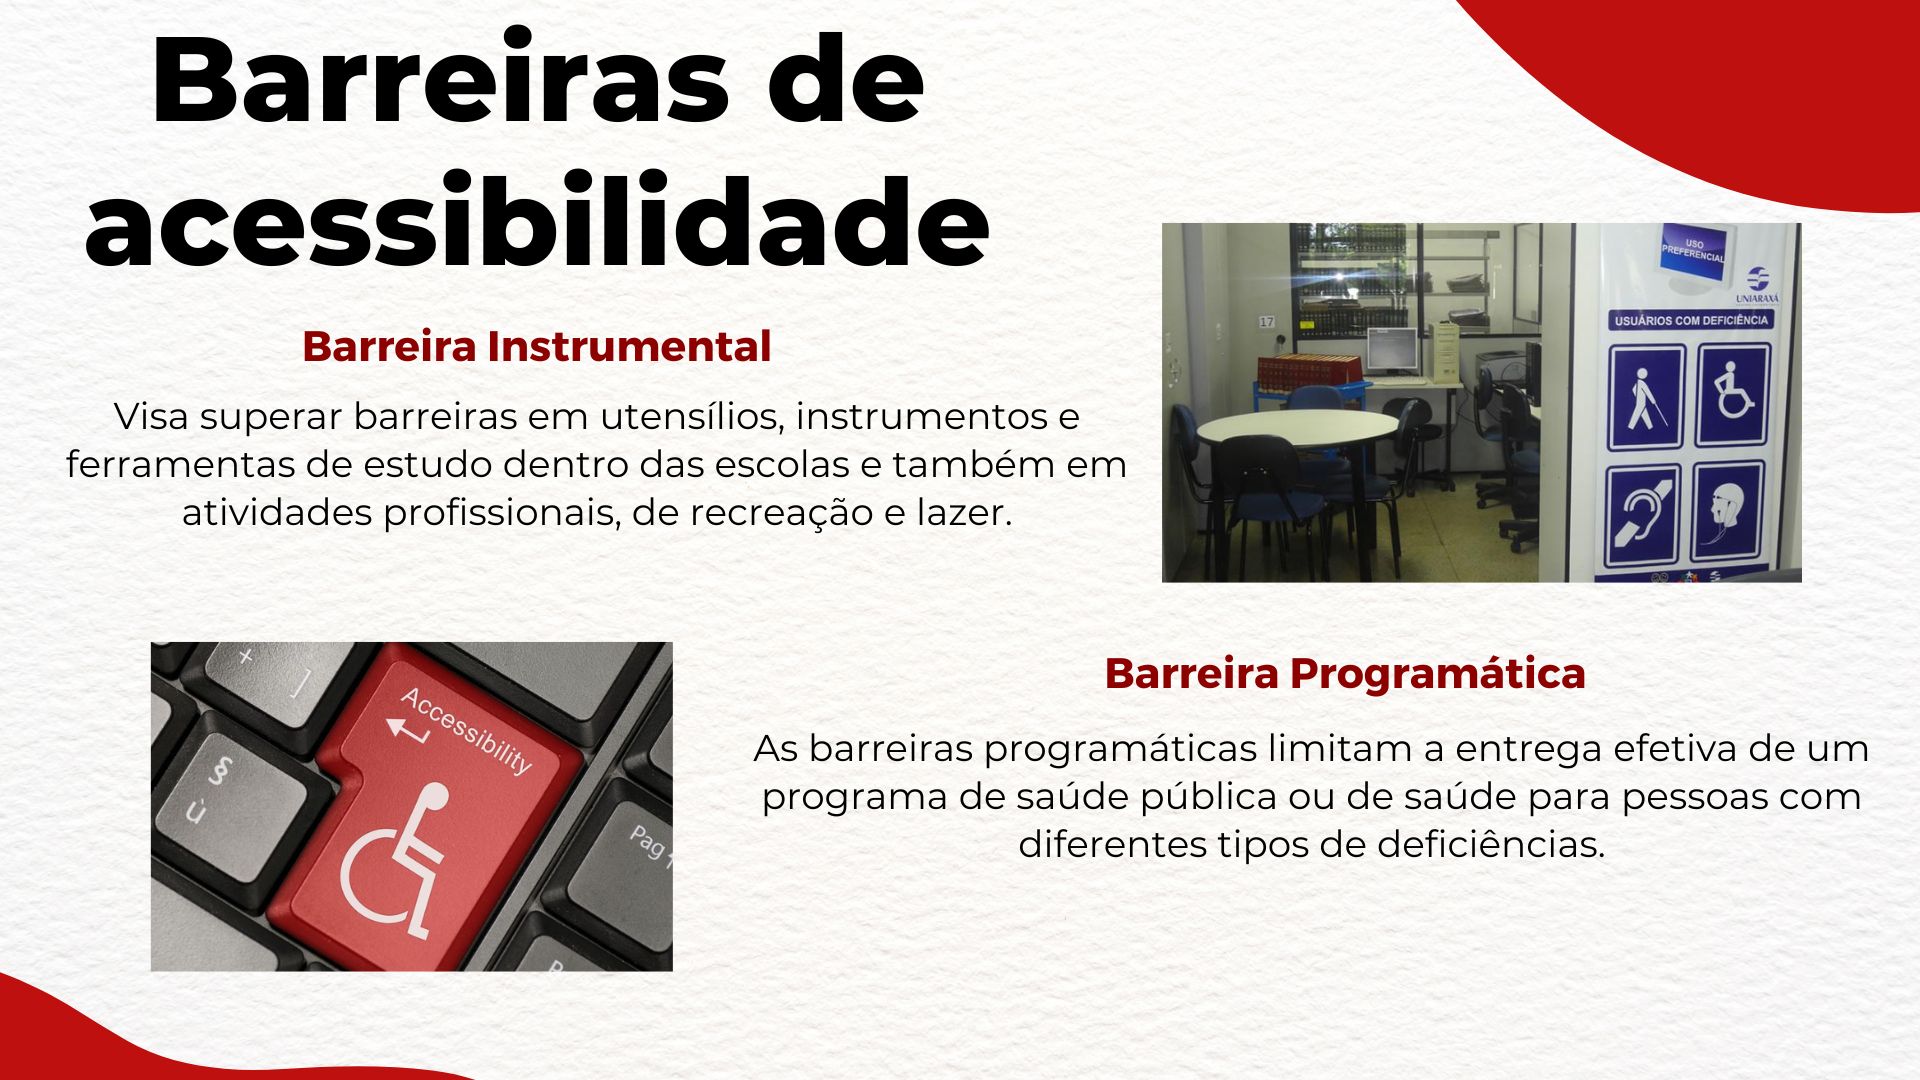 Barreiras de
acessibilidade
Barreira Instrumental
Visa superar barreiras em utensílios, instrumentos e
ferramentas de estudo dentro das escolas e também em
atividades profissionais, de recreação e lazer.
USO
PREFERENCIAL
UNIARAXÁ
USUÁRIOS COM DEFICIÊNCIA
17
+
]
Accessibility
§
ù
Pag
Barreira Programática
As barreiras programáticas limitam a entrega efetiva de um
programa de saúde pública ou de saúde para pessoas com
diferentes tipos de deficiências.